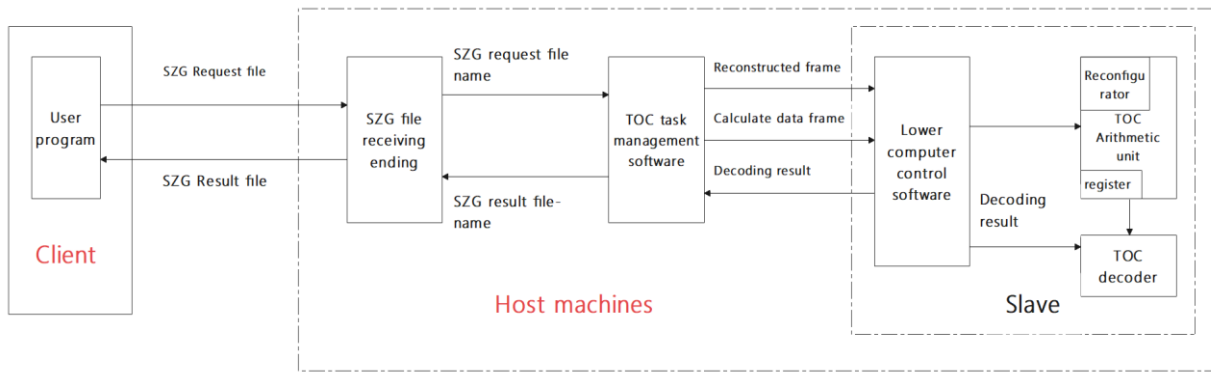 User
program
Client
SZG Request file
SZG Result file
SZG file
receiving
ending
SZG request file
name
SZG result file-
name
TOC task
management
software
Reconstructed frame
Calculate data frame
Decoding result
Host machines
Lower
computer
control
software
Decoding
result
Reconfigu
rator
TOC
Arithmetic
unit
register
TOC
decoder
Slave